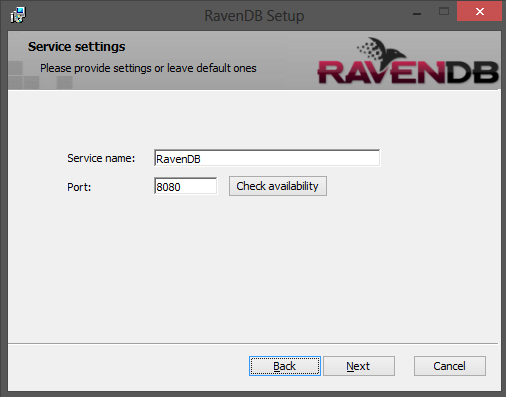 RavenDB Setup
Service settings
Please provide settings or leave default ones
RAVENDB
Service name: RavenDB
Port: 8080 Check availability
Back Next Cancel